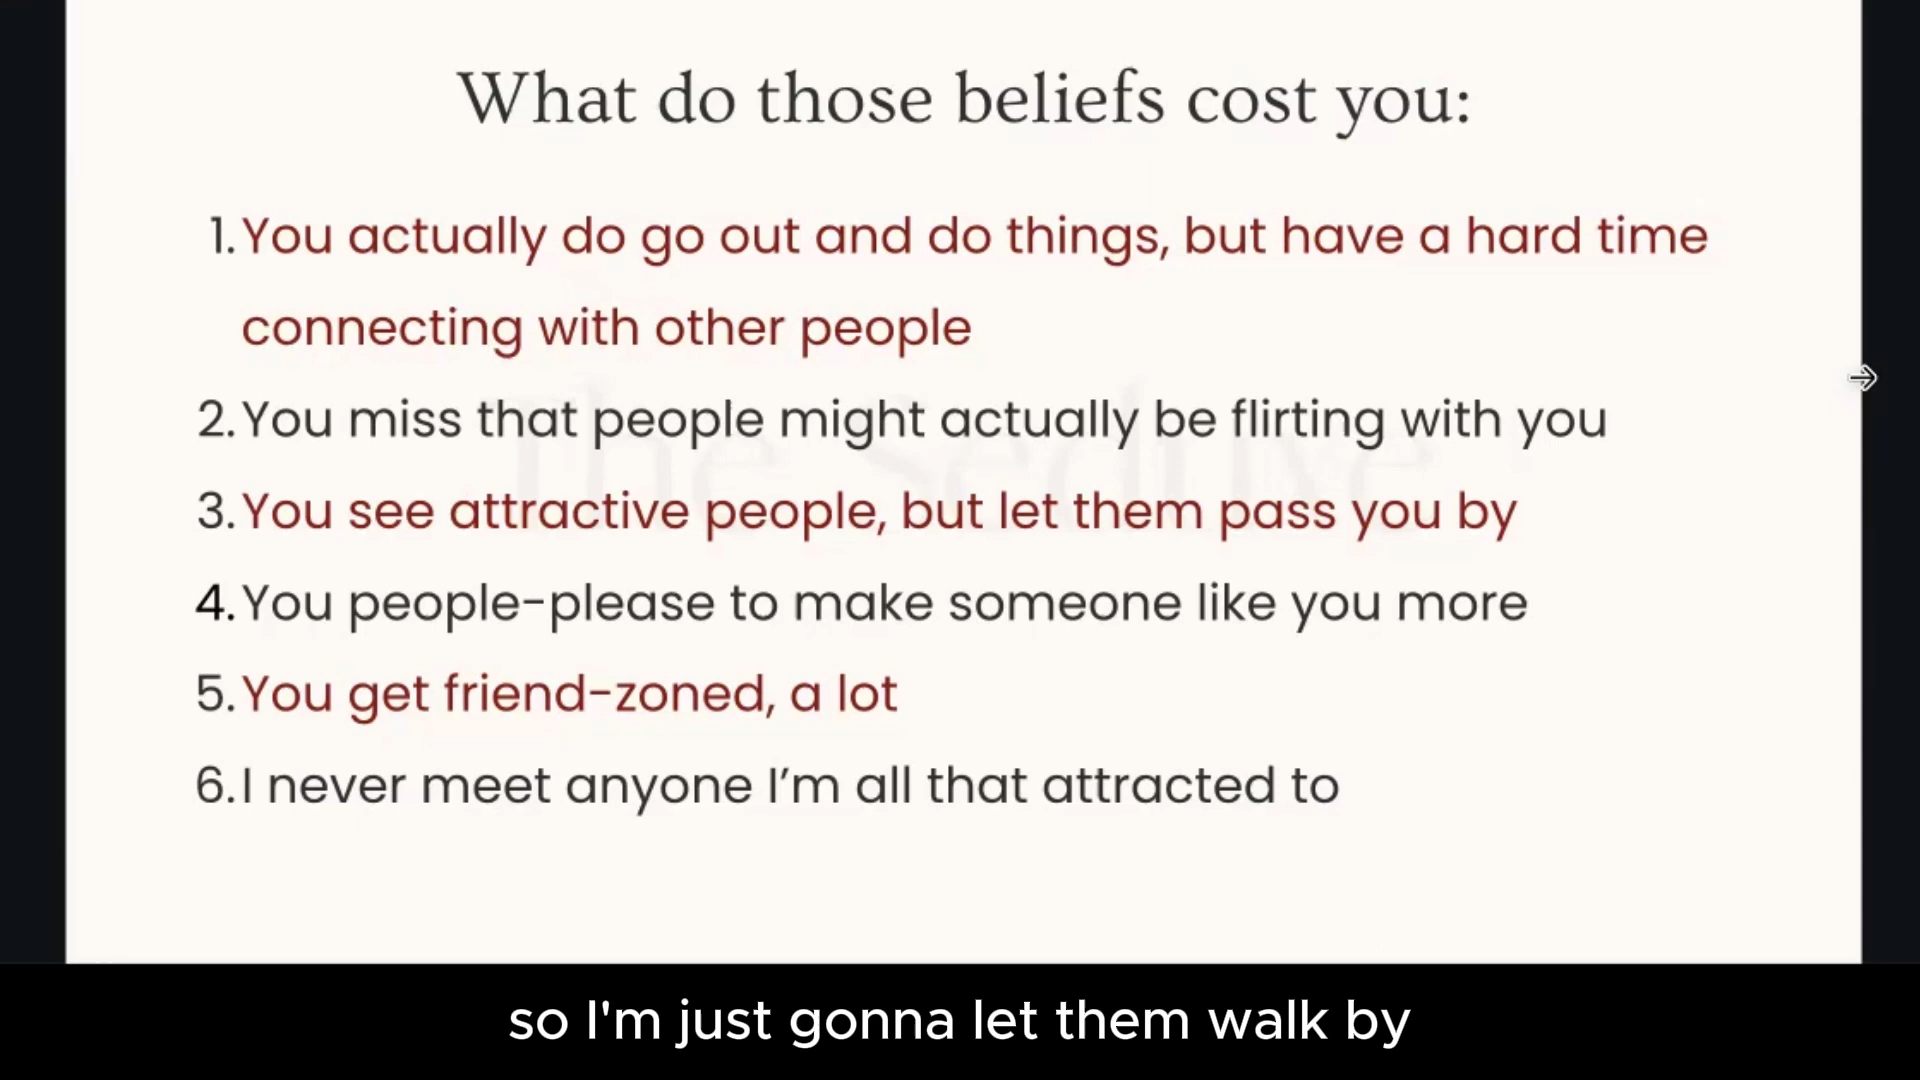 What do those beliefs cost you:
1. You actually do go out and do things, but have a hard time
connecting with other people
2. You miss that people might actually be flirting with you
3. You see attractive people, but let them pass you by
4. You people-please to make someone like you more
5. You get friend-zoned, a lot
6. I never meet anyone I’m all that attracted to
so I'm just gonna let them walk by